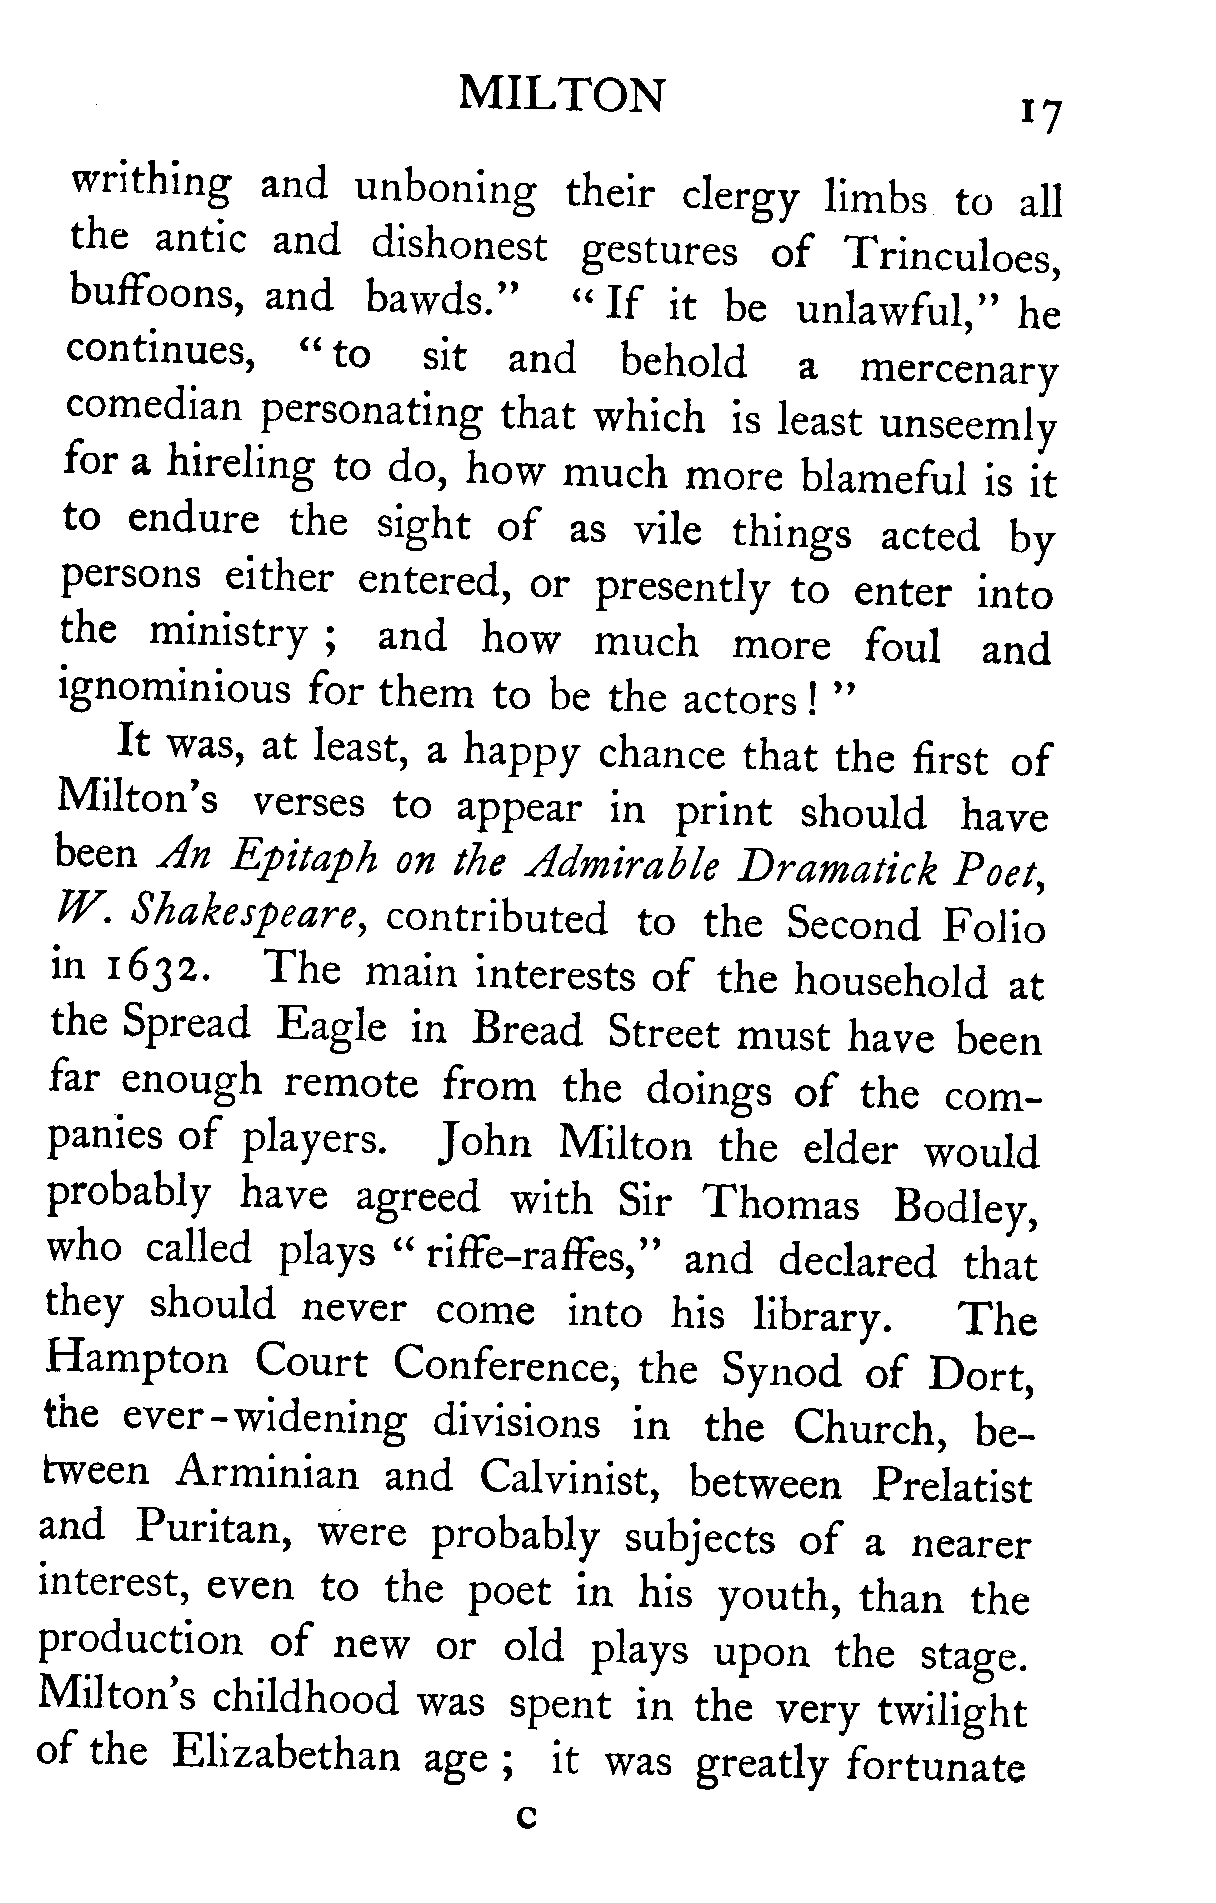 MILTON 17
writhing and unboning their clergy limbs to all
the antic and dishonest gestures of Trinculoes,
buffoons, and bawds.” “If it be unlawful,” he
continues, “to sit and behold a mercenary
comedian personating that which is least unseemly
for a hireling to do, how much more blameful is it
to endure the sight of as vile things acted by
persons either entered, or presently to enter into
the ministry ; and how much more foul and
ignominious for them to be the actors ! ”
It was, at least, a happy chance that the first of
Milton’s verses to appear in print should have
been An Epitaph on the Admirable Dramatick Poet,
W. Shakespeare, contributed to the Second Folio
in 1632. The main interests of the household at
the Spread Eagle in Bread Street must have been
far enough remote from the doings of the com-
panies of players. John Milton the elder would
probably have agreed with Sir Thomas Bodley,
who called plays “riffe-raffes,” and declared that
they should never come into his library. The
Hampton Court Conference, the Synod of Dort,
the ever-widening divisions in the Church, be-
tween Arminian and Calvinist, between Prelatist
and Puritan, were probably subjects of a nearer
interest, even to the poet in his youth, than the
production of new or old plays upon the stage.
Milton’s childhood was spent in the very twilight
of the Elizabethan age ; it was greatly fortunate
C